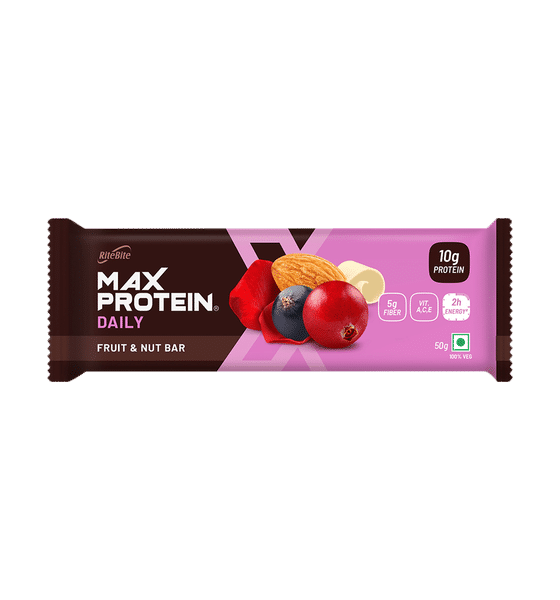 RiteBite
MAX
PROTEIN®
DAILY
FRUIT & NUT BAR
10g
PROTEIN
5g
FIBER
VIT.
A,C,E
2h
ENERGY*
50g
100% VEG